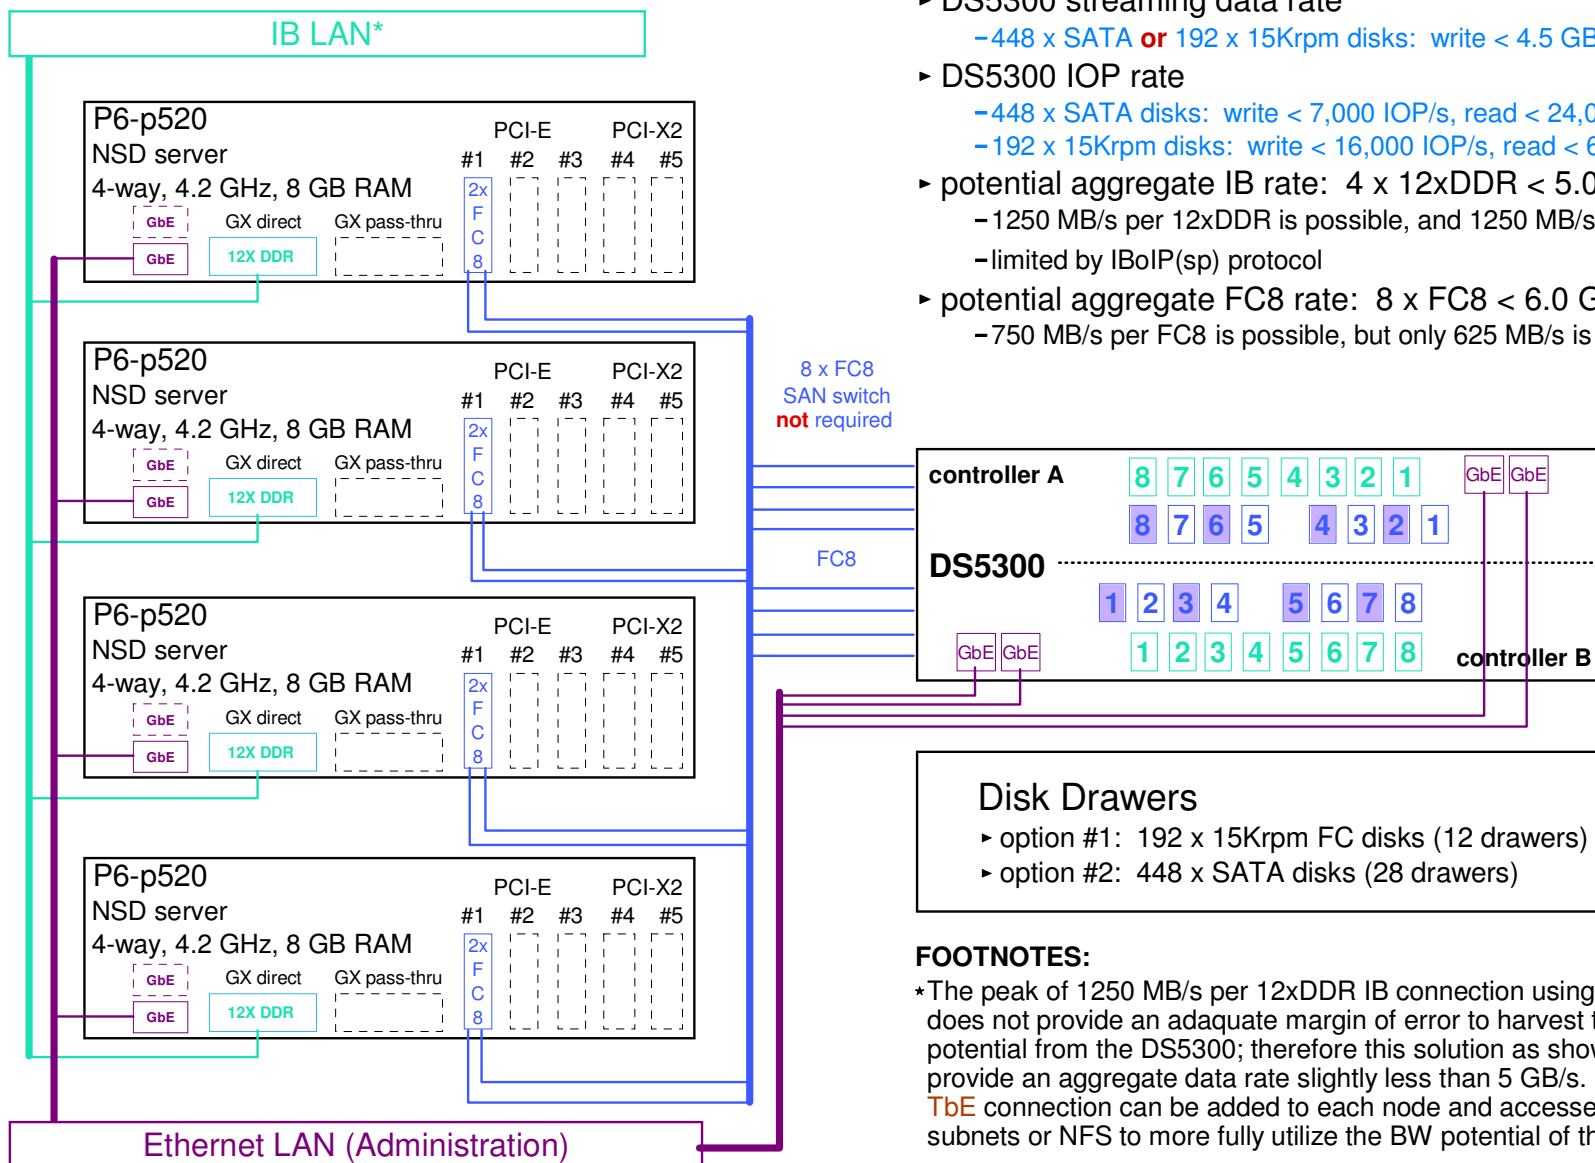 IB LAN*
P6-p520
NSD server
4-way, 4.2 GHz, 8 GB RAM
PCI-E PCI-X2
#1 #2 #3 #4 #5
GbE
GbE
GX direct GX pass-thru
12X DDR
2x
F
C
8
P6-p520
NSD server
4-way, 4.2 GHz, 8 GB RAM
PCI-E PCI-X2
#1 #2 #3 #4 #5
GbE
GbE
GX direct GX pass-thru
12X DDR
2x
F
C
8
P6-p520
NSD server
4-way, 4.2 GHz, 8 GB RAM
PCI-E PCI-X2
#1 #2 #3 #4 #5
GbE
GbE
GX direct GX pass-thru
12X DDR
2x
F
C
8
P6-p520
NSD server
4-way, 4.2 GHz, 8 GB RAM
PCI-E PCI-X2
#1 #2 #3 #4 #5
GbE
GbE
GX direct GX pass-thru
12X DDR
2x
F
C
8
Ethernet LAN (Administration)
8 x FC8
SAN switch
not required
FC8
► DS5300 streaming data rate
–448 x SATA or 192 x 15Krpm disks: write < 4.5 GB
► DS5300 IOP rate
–448 x SATA disks: write < 7,000 IOP/s, read < 24,0
–192 x 15Krpm disks: write < 16,000 IOP/s, read < 6
► potential aggregate IB rate: 4 x 12xDDR < 5.0
–1250 MB/s per 12xDDR is possible, and 1250 MB/s
–limited by IBoIP(sp) protocol
► potential aggregate FC8 rate: 8 x FC8 < 6.0 G
–750 MB/s per FC8 is possible, but only 625 MB/s is
controller A
8 7 6 5 4 3 2 1
GbE GbE
8 7 6 5 4 3 2 1
DS5300
1 2 3 4 5 6 7 8
GbE GbE
1 2 3 4 5 6 7 8
controller B
Disk Drawers
► option #1: 192 x 15Krpm FC disks (12 drawers)
► option #2: 448 x SATA disks (28 drawers)
FOOTNOTES:
*The peak of 1250 MB/s per 12xDDR IB connection using
does not provide an adaquate margin of error to harvest t
potential from the DS5300; therefore this solution as show
provide an aggregate data rate slightly less than 5 GB/s.
TbE connection can be added to each node and accesse
subnets or NFS to more fully utilize the BW potential of th